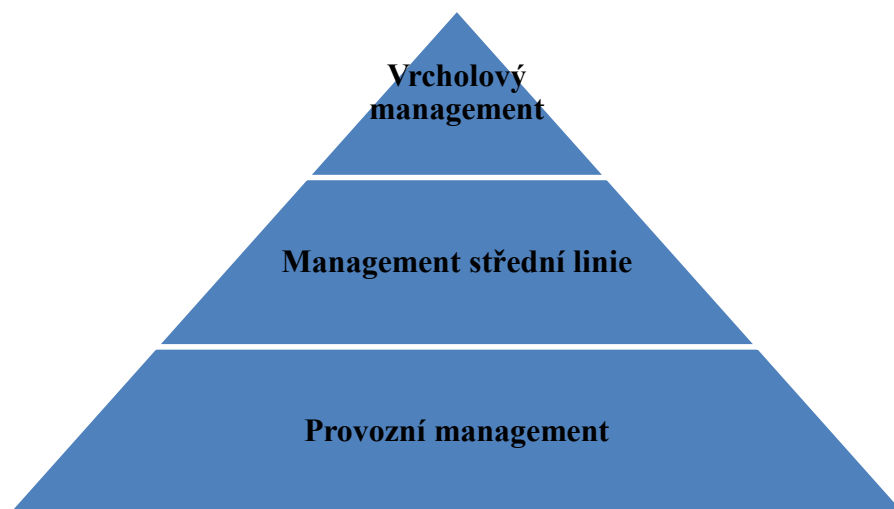 Vrcholový
management
Management střední linie
Provozní management